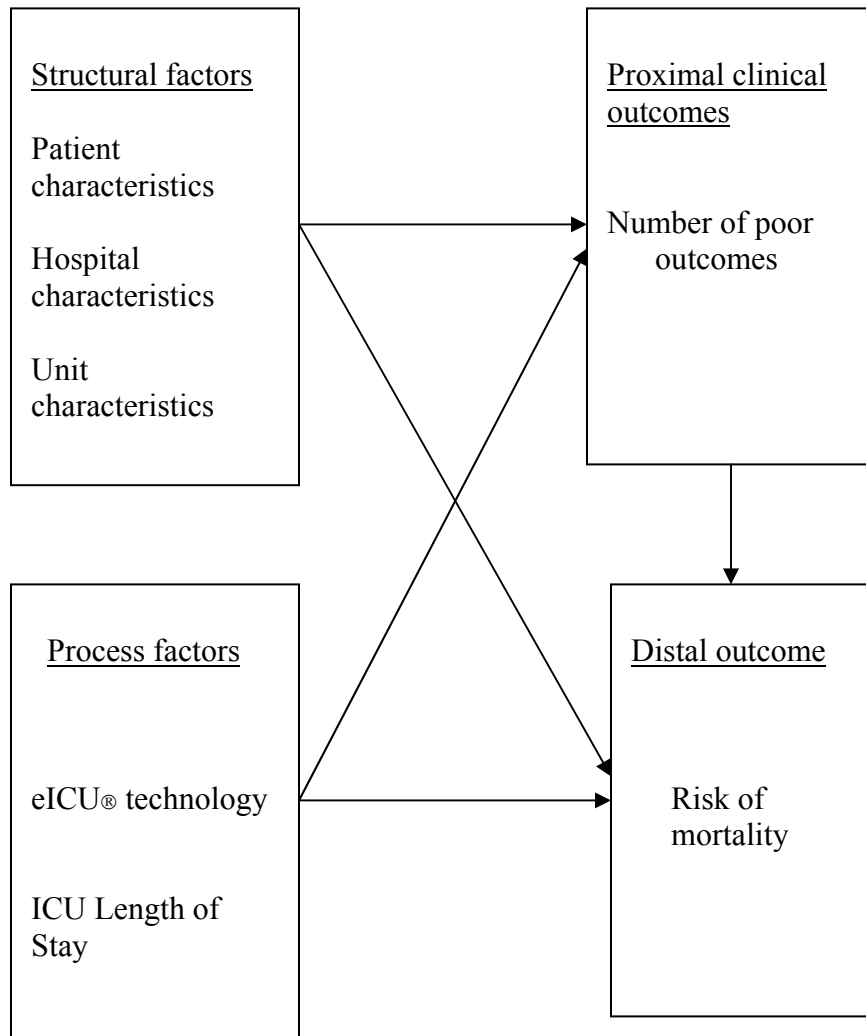 Structural factors
Patient
characteristics
Hospital
characteristics
Unit
characteristics
Proximal clinical
outcomes
Number of poor
outcomes
Process factors
eICU® technology
ICU Length of
Stay
Distal outcome
Risk of
mortality